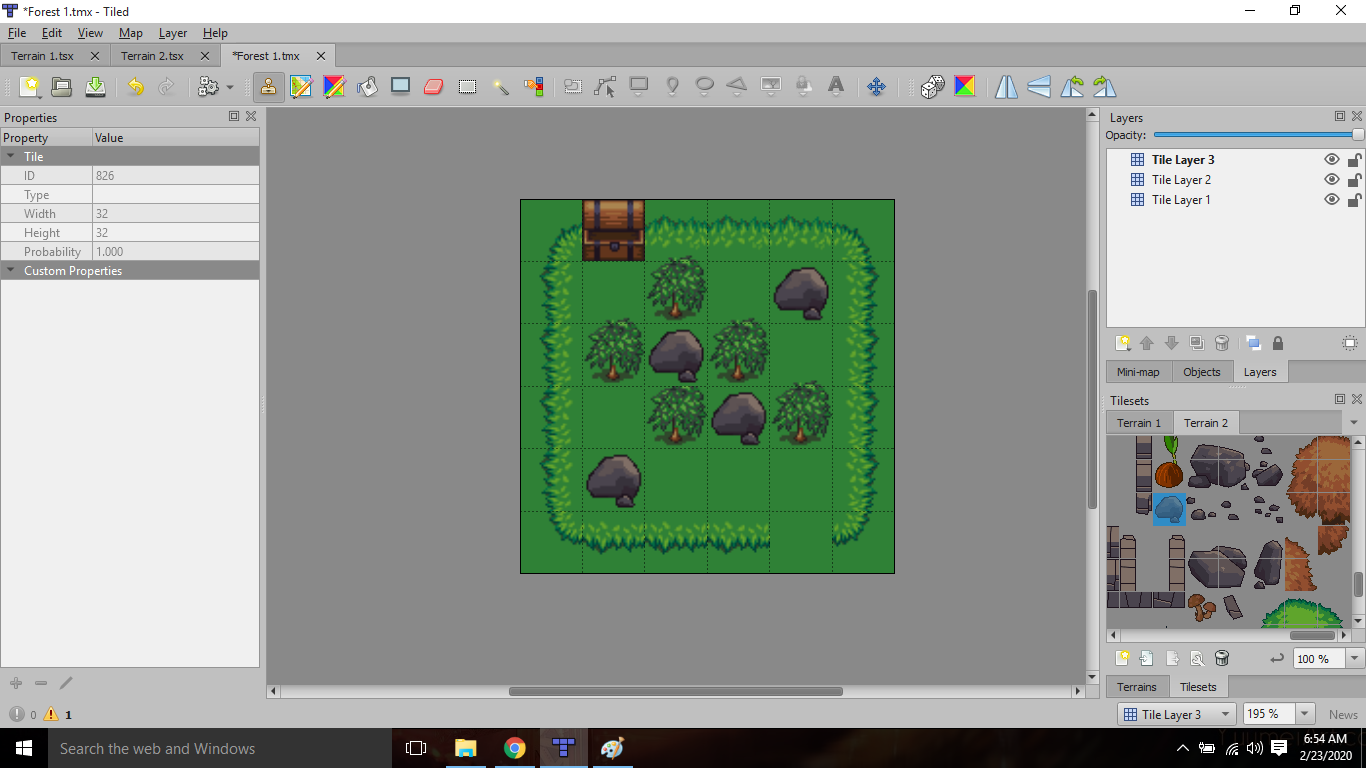 *Forest 1.tmx - Tiled
File Edit View Map Layer Help
Terrain 1.tsx Terrain 2.tsx *Forest 1.tmx
Properties
Property Value
Tile
ID 826
Type
Width 32
Height 32
Probability 1.000
Custom Properties
0 1
Layers
Opacity:
Tile Layer 3
Tile Layer 2
Tile Layer 1
Mini-map Objects Layers
Tilesets
Terrain 1 Terrain 2
100 %
Terrains Tilesets
Tile Layer 3 195 % News
Search the web and Windows
6:54 AM
2/23/2020